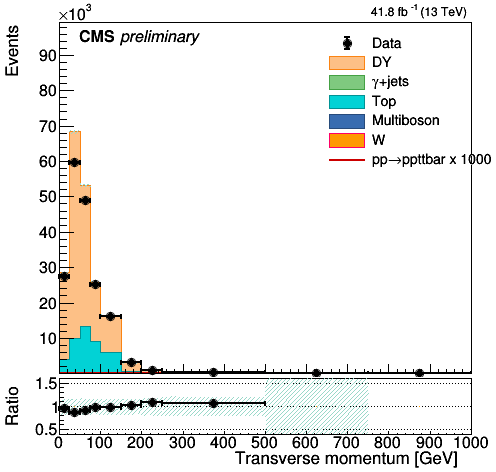 ×10³
41.8 fb⁻¹ (13 TeV)
CMS preliminary
Events
90
80
70
60
50
40
30
20
10
Data
DY
γ+jets
Top
Multiboson
W
pp→ppttbar x 1000
Ratio
1.5
1
0.5
0 100 200 300 400 500 600 700 800 900 1000
Transverse momentum [GeV]